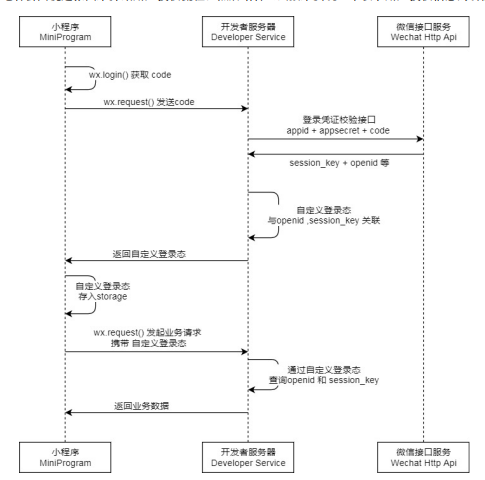 小程序
MiniProgram
开发者服务器
Developer Service
微信接口服务
Wechat Http Api
wx.login() 获取 code
wx.request() 发送code
登录凭证校验接口
appid + appsecret + code
session_key + openid 等
自定义登录态
与openid ,session_key 关联
返回自定义登录态
自定义登录态
存入storage
wx.request() 发起业务请求
携带 自定义登录态
通过自定义登录态
查询openid 和 session_key
返回业务数据
小程序
MiniProgram
开发者服务器
Developer Service
微信接口服务
Wechat Http Api